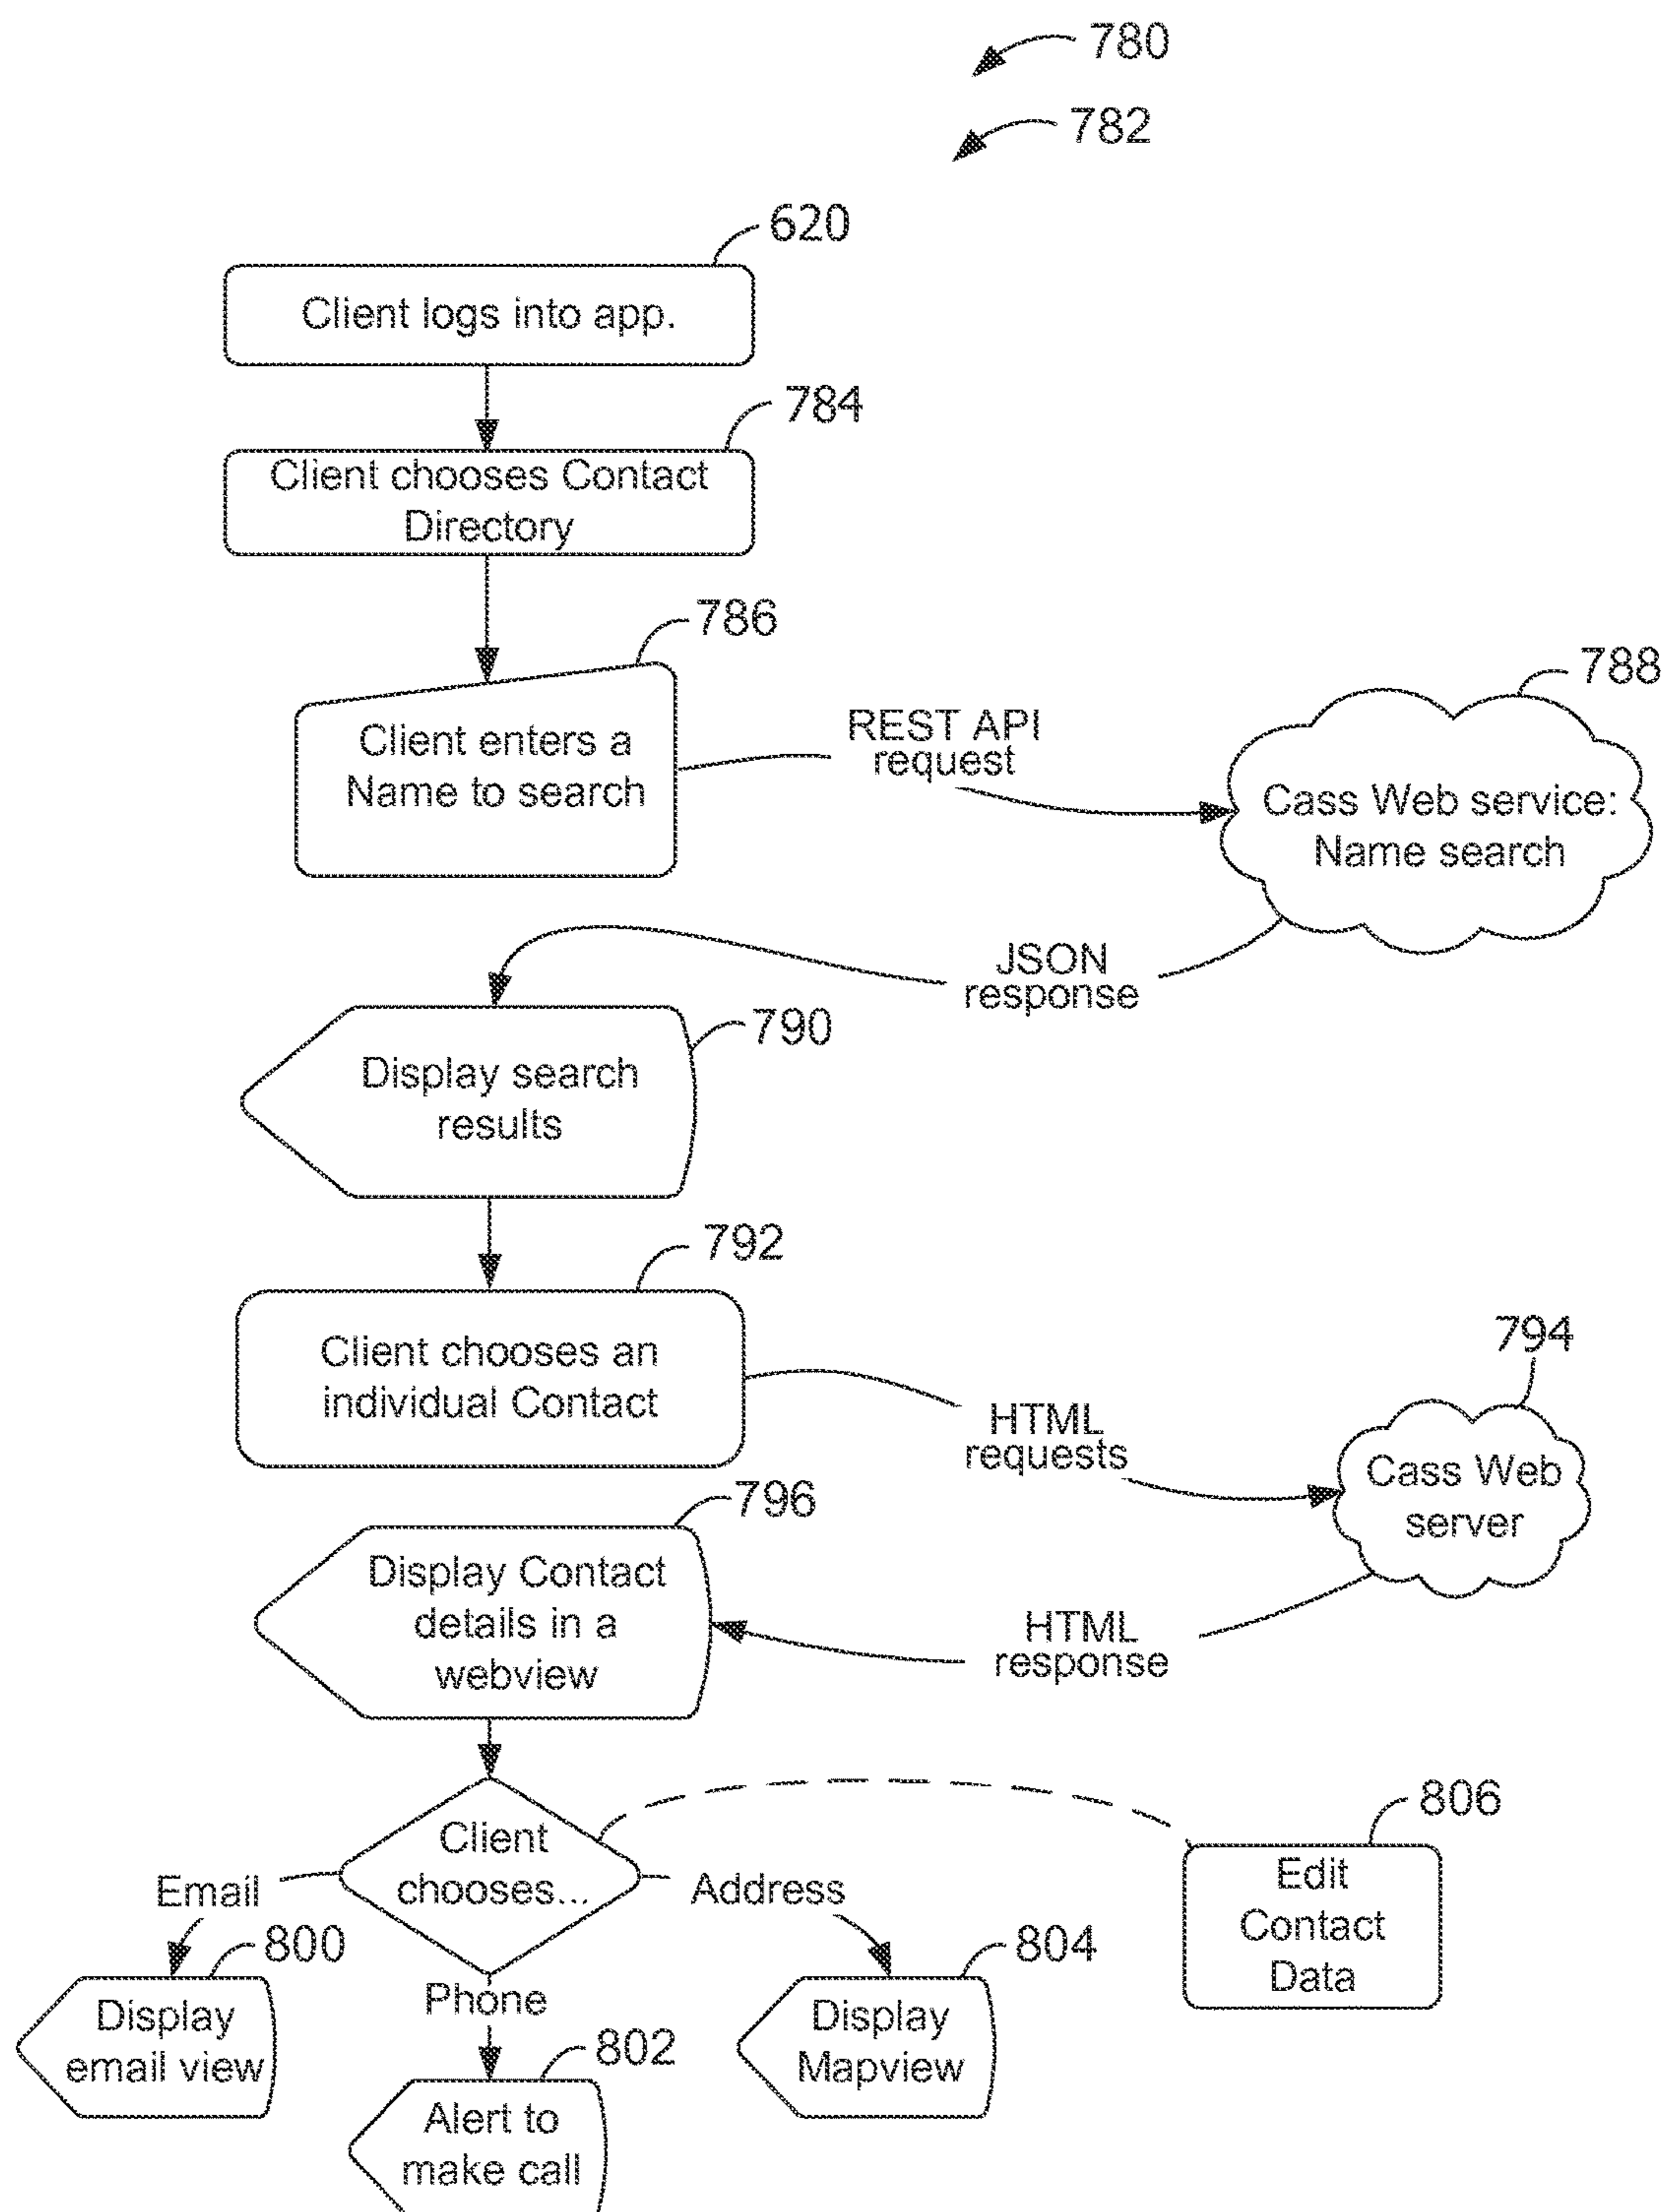 780
782
620
Client logs into app.
784
Client chooses Contact
Directory
786
Client enters a
Name to search
REST API
request
788
Cass Web service:
Name search
JSON
response
790
Display search
results
792
Client chooses an
individual Contact
HTML
requests
794
Cass Web
server
796
Display Contact
details in a
webview
HTML
response
Client
chooses...
806
Edit
Contact
Data
Email
Address
800
Display
email view
Phone
802
Alert to
make call
804
Display
Mapview